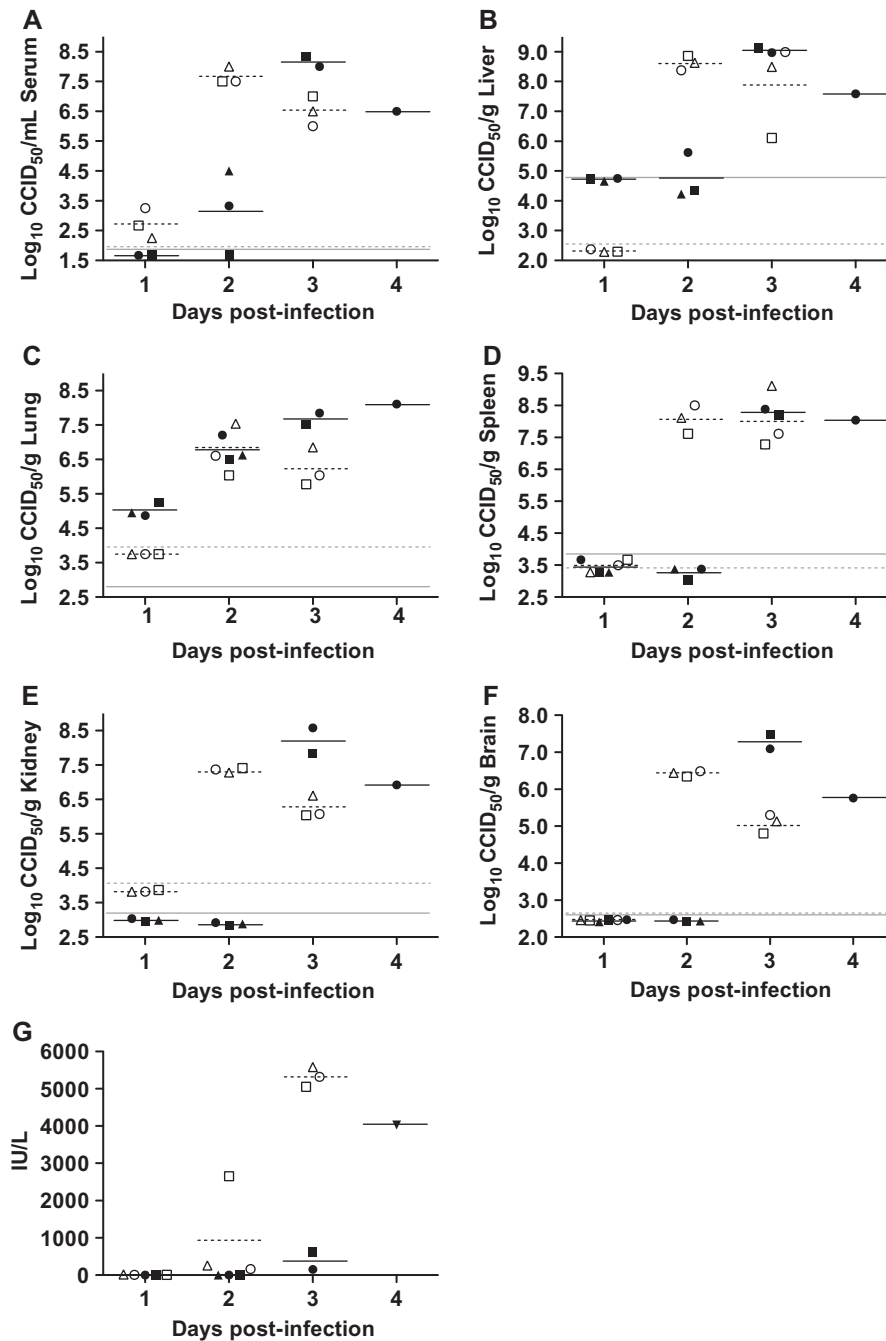 A
Log10 CCID50/mL Serum
8.5
7.5
6.5
5.5
4.5
3.5
2.5
1.5
1 2 3 4
Days post-infection
B
Log10 CCID50/g Liver
9.0
8.0
7.0
6.0
5.0
4.0
3.0
2.0
1 2 3 4
Days post-infection
C
Log10 CCID50/g Lung
8.5
7.5
6.5
5.5
4.5
3.5
2.5
1 2 3 4
Days post-infection
D
Log10 CCID50/g Spleen
9.5
8.5
7.5
6.5
5.5
4.5
3.5
2.5
1 2 3 4
Days post-infection
E
Log10 CCID50/g Kidney
8.5
7.5
6.5
5.5
4.5
3.5
2.5
1 2 3 4
Days post-infection
F
Log10 CCID50/g Brain
8.0
7.0
6.0
5.0
4.0
3.0
2.0
1 2 3 4
Days post-infection
G
IU/L
6000
5000
4000
3000
2000
1000
0
1 2 3 4
Days post-infection